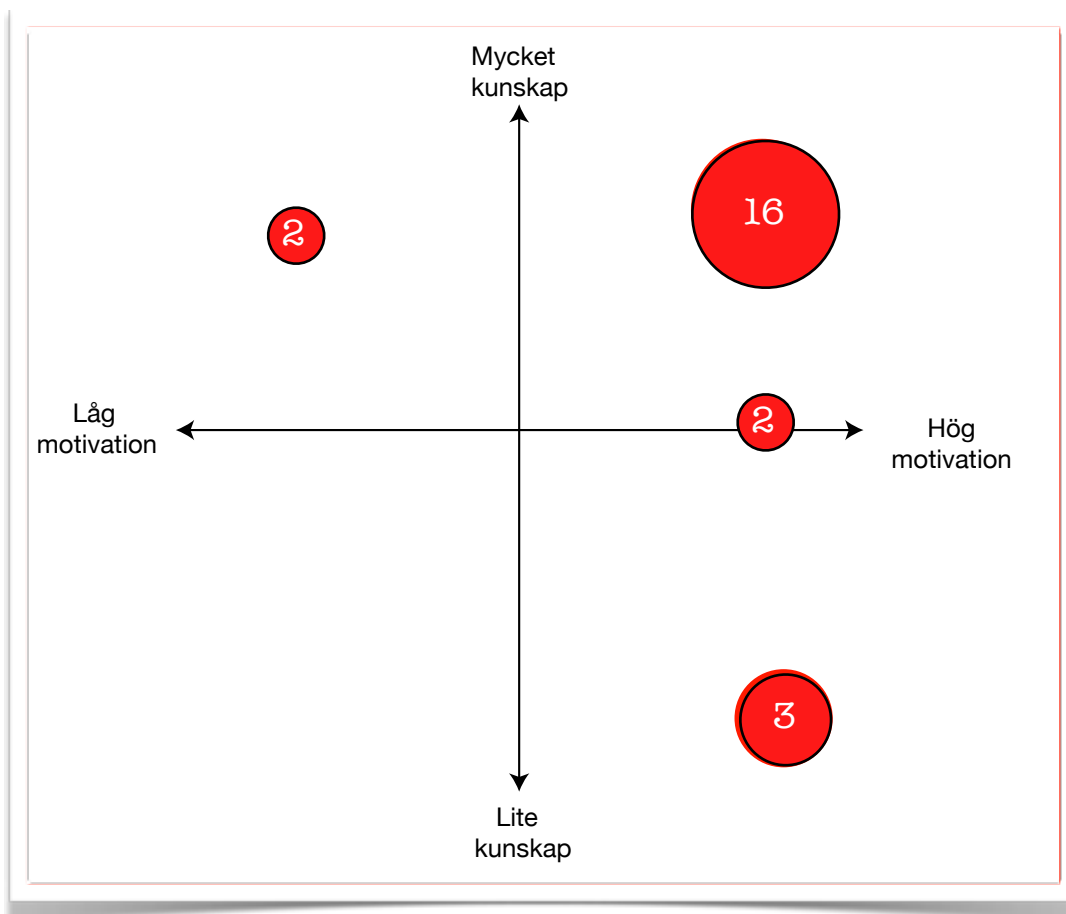 Mycket
kunskap
16
2
Låg
motivation
2
Hög
motivation
3
Lite
kunskap